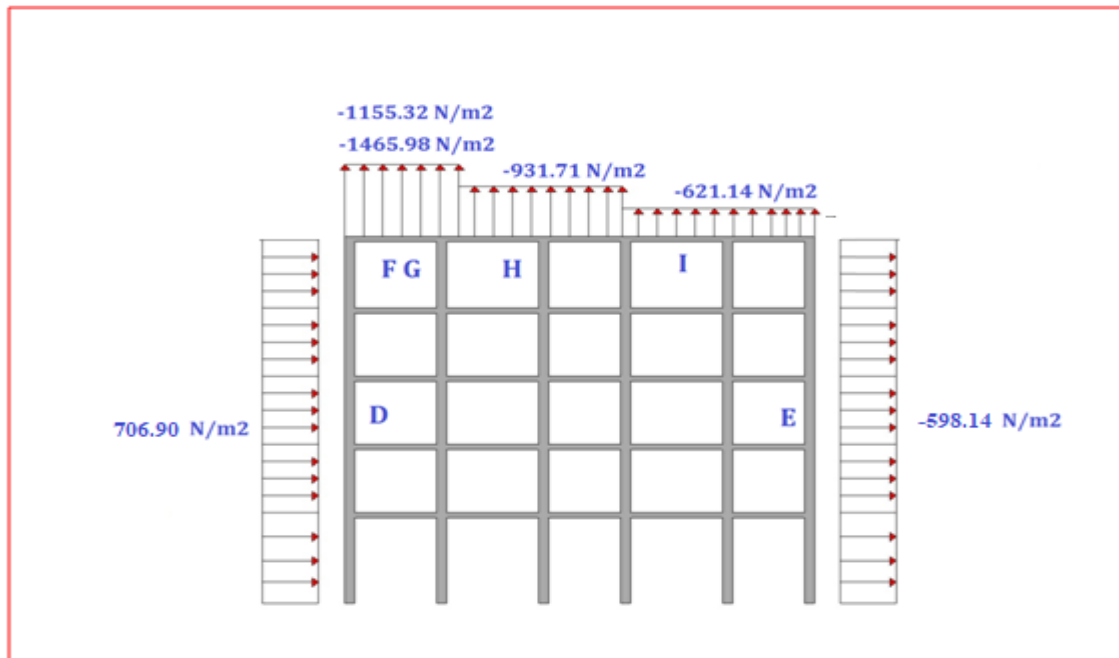 -1155.32 N/m2
-1465.98 N/m2
-931.71 N/m2
-621.14 N/m2
F G
H
I
D
E
706.90 N/m2
-598.14 N/m2